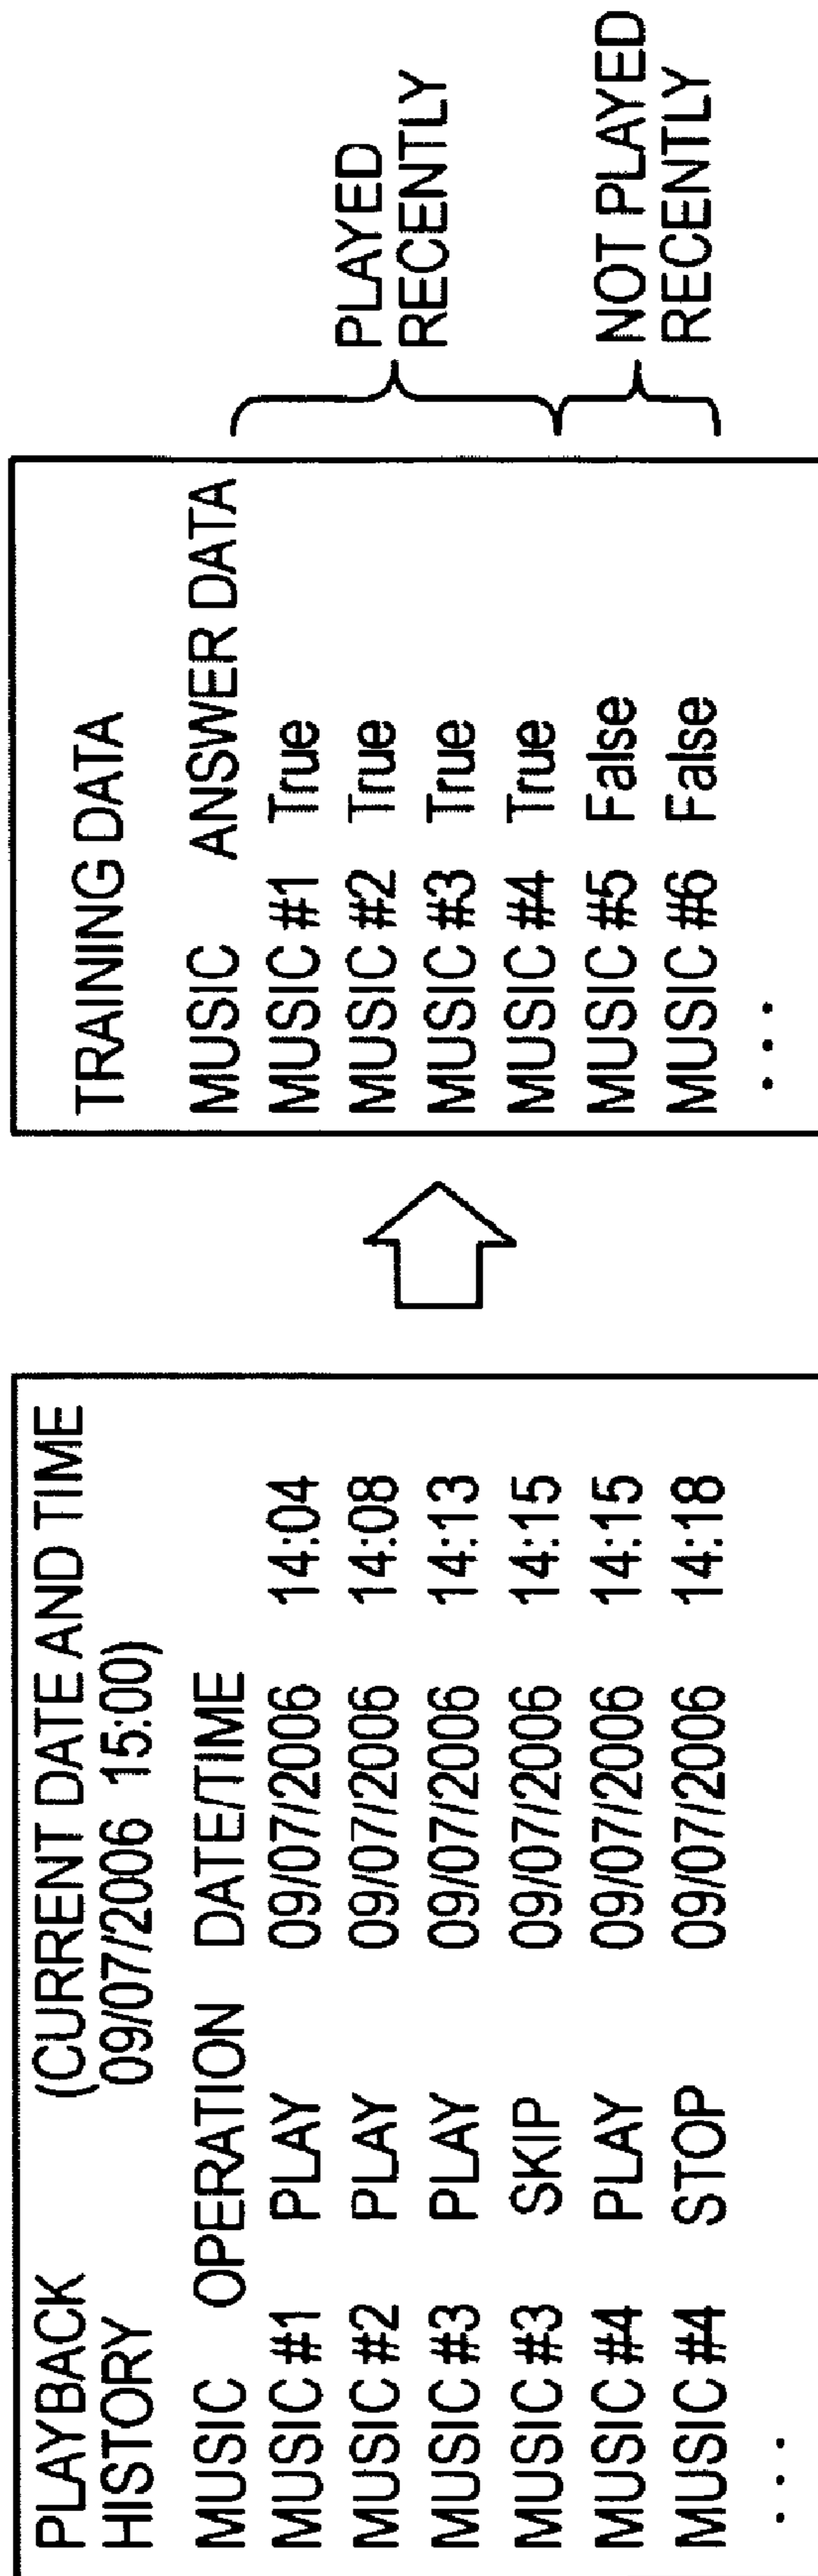 PLAYBACK HISTORY
(CURRENT DATE AND TIME
09/07/2006 15:00)
MUSIC OPERATION DATE/TIME
MUSIC #1 PLAY 09/07/2006 14:04
MUSIC #2 PLAY 09/07/2006 14:08
MUSIC #3 PLAY 09/07/2006 14:13
MUSIC #3 SKIP 09/07/2006 14:15
MUSIC #4 PLAY 09/07/2006 14:15
MUSIC #4 STOP 09/07/2006 14:18
...
TRAINING DATA
MUSIC ANSWER DATA
MUSIC #1 True
MUSIC #2 True
MUSIC #3 True
MUSIC #4 True
MUSIC #5 False
MUSIC #6 False
...
PLAYED
RECENTLY
NOT PLAYED
RECENTLY